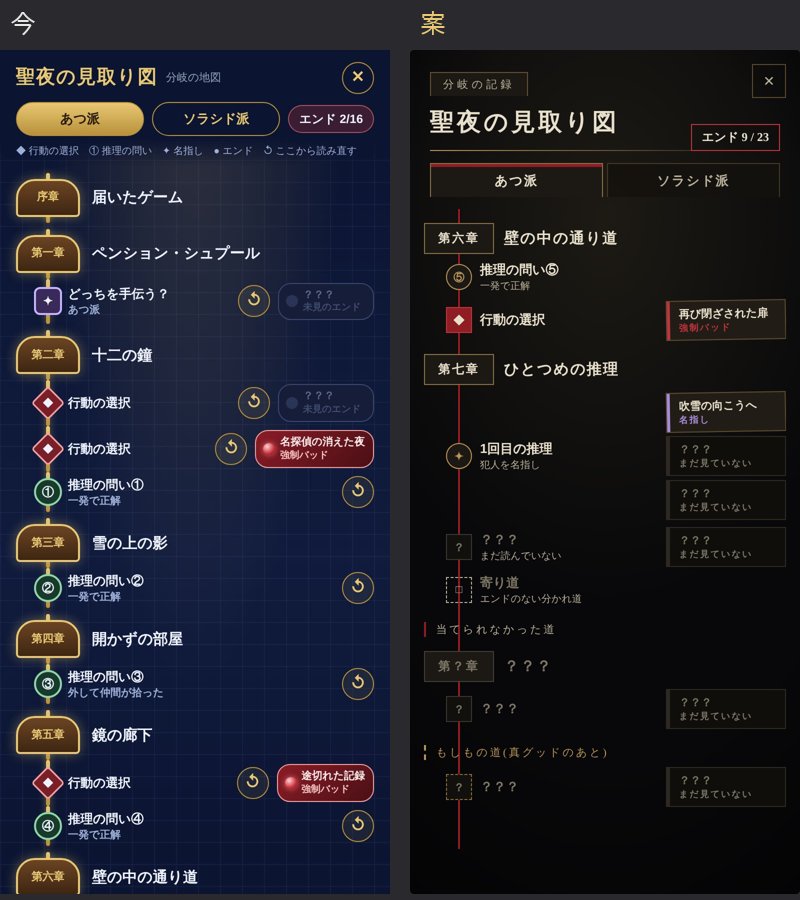 今
聖夜の見取り図 分岐の地図 ×
あつ派 ソラシド派 エンド 2/16
◆ 行動の選択 ① 推理の問い ✦ 名指し ● エンド ↺ ここから読み直す
序章 届いたゲーム
第一章 ペンション・シュプール
✦ どっちを手伝う?
あつ派
???
未見のエンド
第二章 十二の鐘
行動の選択
???
未見のエンド
行動の選択
名探偵の消えた夜
強制バッド
① 推理の問い①
一発で正解
第三章 雪の上の影
② 推理の問い②
一発で正解
第四章 開かずの部屋
③ 推理の問い③
外して仲間が拾った
第五章 鏡の廊下
行動の選択
途切れた記録
強制バッド
④ 推理の問い④
一発で正解
第六章 壁の中の通り道
案
分岐の記録 ×
聖夜の見取り図
エンド 9 / 23
あつ派 ソラシド派
第六章 壁の中の通り道
⑤ 推理の問い⑤
一発で正解
行動の選択
再び閉ざされた扉
強制バッド
第七章 ひとつめの推理
吹雪の向こうへ
名指し
✦ 1回目の推理
犯人を名指し
???
まだ見ていない
???
まだ見ていない
? ???
まだ読んでいない
???
まだ見ていない
寄り道
エンドのない分かれ道
当てられなかった道
第?章 ???
? ???
???
まだ見ていない
もしもの道(真グッドのあと)
? ???
???
まだ見ていない